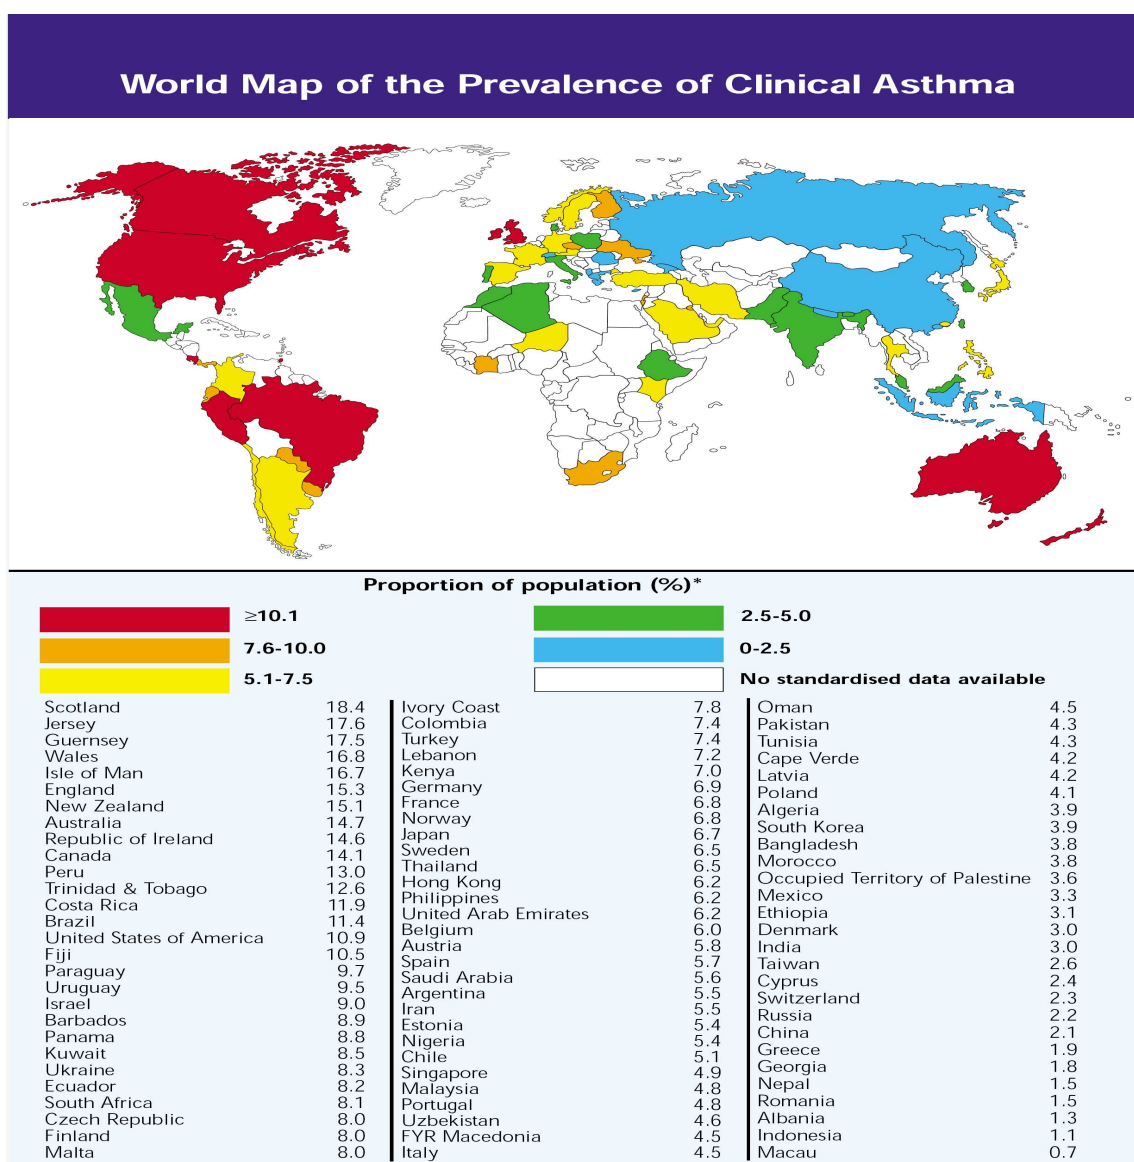 World Map of the Prevalence of Clinical Asthma
Proportion of population (%)*
≥10.1
7.6-10.0
5.1-7.5
2.5-5.0
0-2.5
No standardised data available
Scotland 18.4
Jersey 17.6
Guernsey 17.5
Wales 16.8
Isle of Man 16.7
England 15.3
New Zealand 15.1
Australia 14.7
Republic of Ireland 14.6
Canada 14.1
Peru 13.0
Trinidad & Tobago 12.6
Costa Rica 11.9
Brazil 11.4
United States of America 10.9
Fiji 10.5
Paraguay 9.7
Uruguay 9.5
Israel 9.0
Barbados 8.9
Panama 8.8
Kuwait 8.5
Ukraine 8.3
Ecuador 8.2
South Africa 8.1
Czech Republic 8.0
Finland 8.0
Malta 8.0
Ivory Coast 7.8
Colombia 7.4
Turkey 7.4
Lebanon 7.2
Kenya 7.0
Germany 6.9
France 6.8
Norway 6.8
Japan 6.7
Sweden 6.5
Thailand 6.5
Hong Kong 6.2
Philippines 6.2
United Arab Emirates 6.2
Belgium 6.0
Austria 5.8
Spain 5.7
Saudi Arabia 5.6
Argentina 5.5
Iran 5.5
Estonia 5.4
Nigeria 5.4
Chile 5.1
Singapore 4.9
Malaysia 4.8
Portugal 4.8
Uzbekistan 4.6
FYR Macedonia 4.5
Italy 4.5
Oman 4.5
Pakistan 4.3
Tunisia 4.3
Cape Verde 4.2
Latvia 4.2
Poland 4.1
Algeria 3.9
South Korea 3.9
Bangladesh 3.8
Morocco 3.8
Occupied Territory of Palestine 3.6
Mexico 3.3
Ethiopia 3.1
Denmark 3.0
India 3.0
Taiwan 2.6
Cyprus 2.4
Switzerland 2.3
Russia 2.2
China 2.1
Greece 1.9
Georgia 1.8
Nepal 1.5
Romania 1.5
Albania 1.3
Indonesia 1.1
Macau 0.7